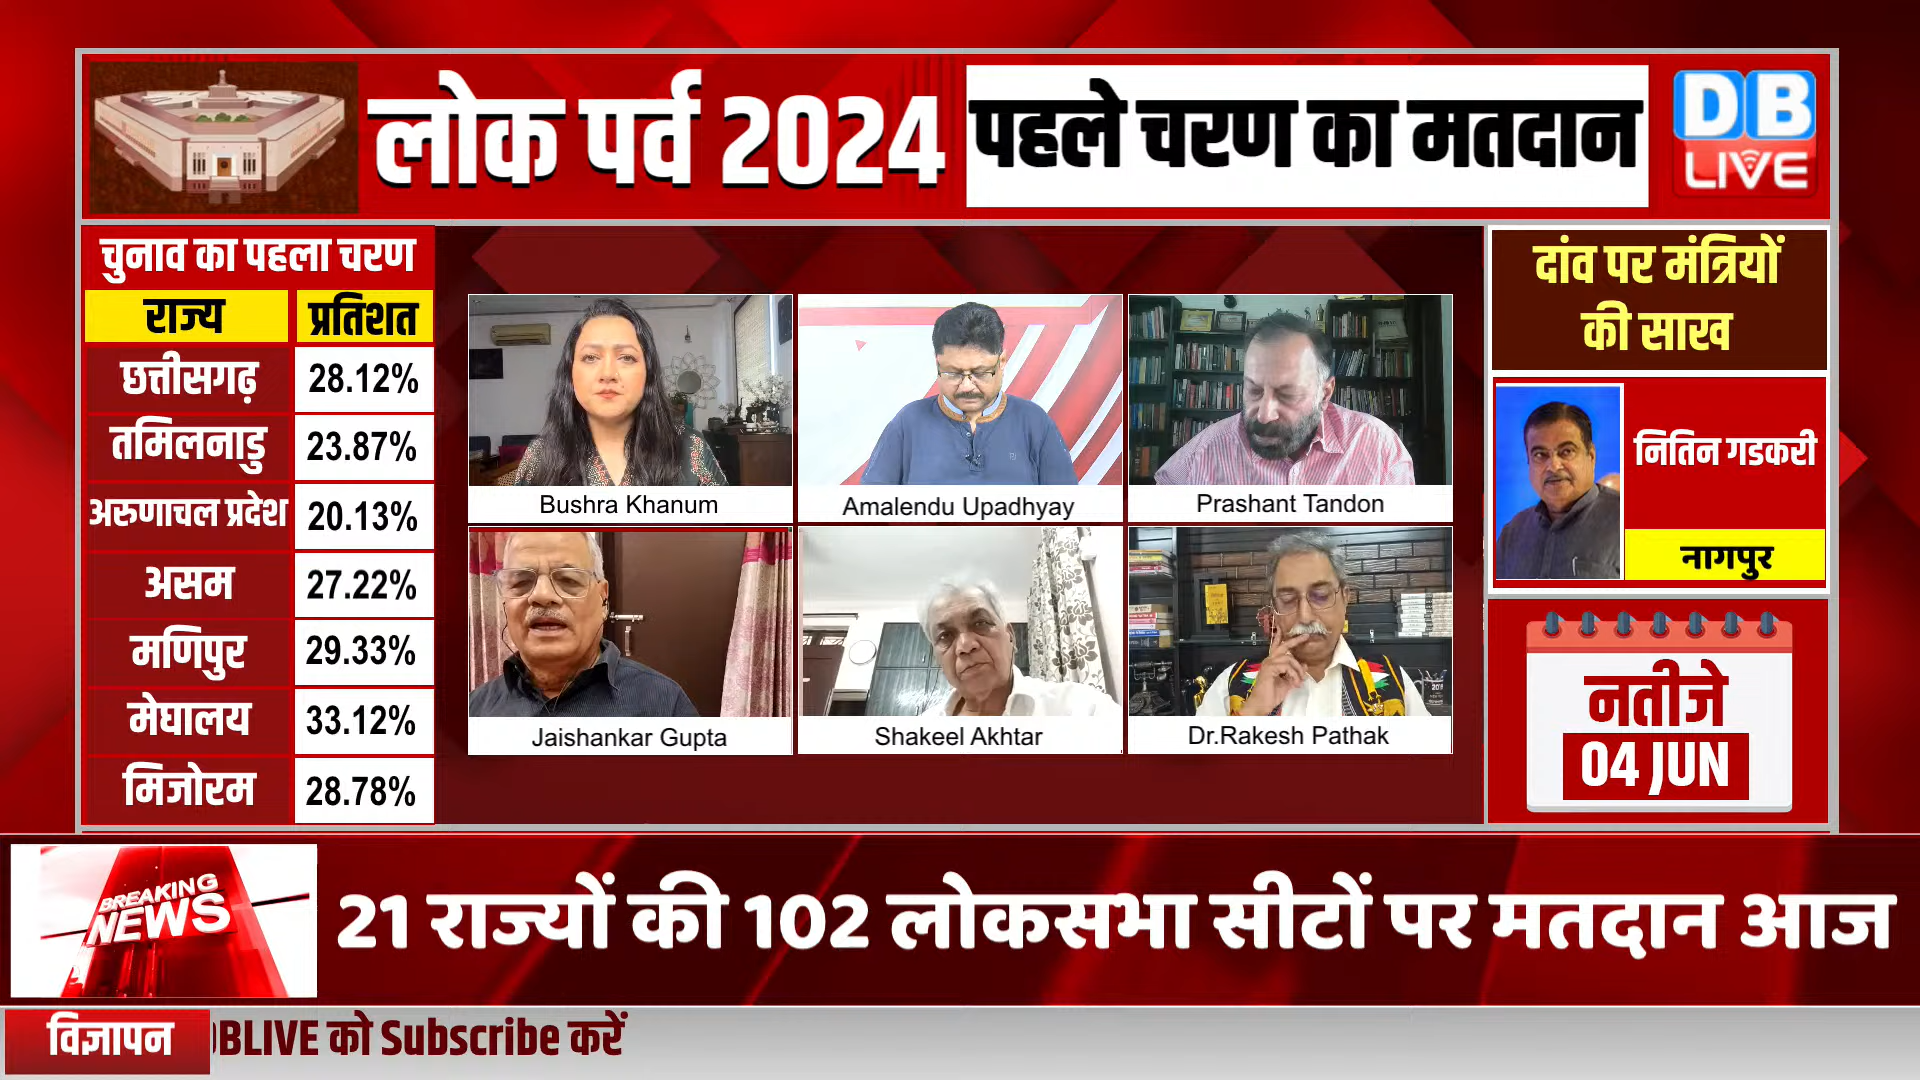 लोक पर्व 2024
पहले चरण का मतदान
DB
LIVE
चुनाव का पहला चरण
राज्य प्रतिशत
छत्तीसगढ़ 28.12%
तमिलनाडु 23.87%
अरुणाचल प्रदेश 20.13%
असम 27.22%
मणिपुर 29.33%
मेघालय 33.12%
मिजोरम 28.78%
Bushra Khanum
Amalendu Upadhyay
Prashant Tandon
Jaishankar Gupta
Shakeel Akhtar
Dr.Rakesh Pathak
दांव पर मंत्रियों
की साख
नितिन गडकरी
नागपुर
नतीजे
04 JUN
BREAKING
NEWS
21 राज्यों की 102 लोकसभा सीटों पर मतदान आज
विज्ञापन
DBLIVE को Subscribe करें